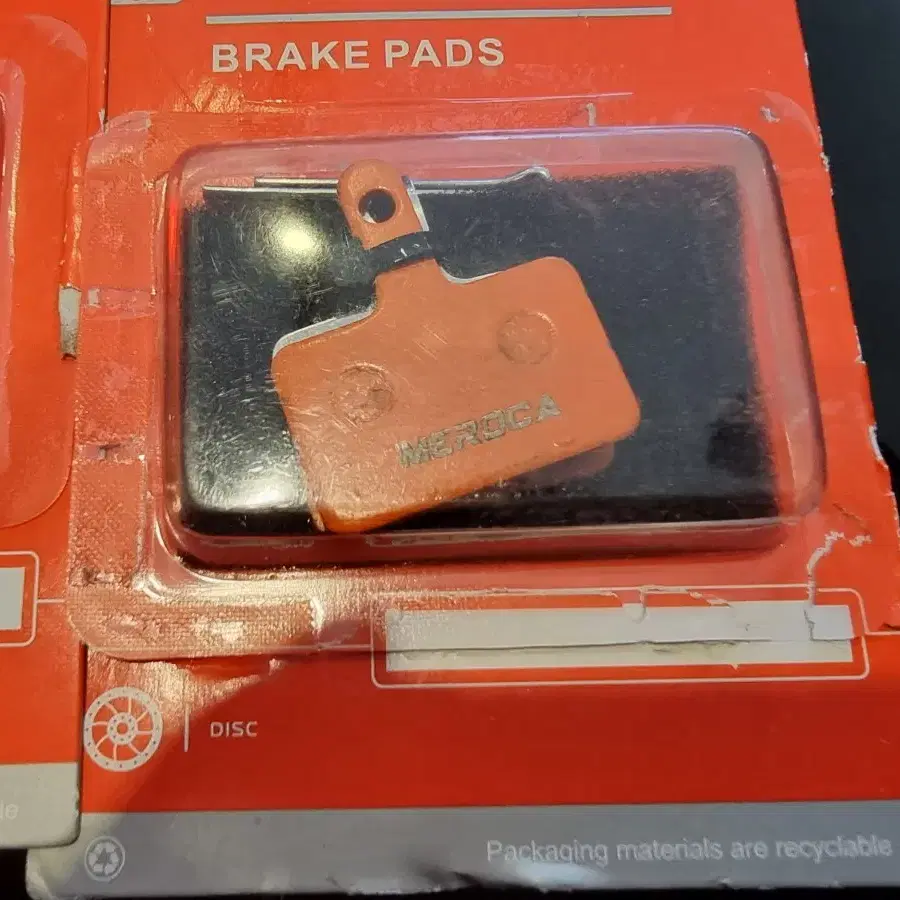 BRAKE PADS
MEROCA
DISC
Packaging materials are recyclable